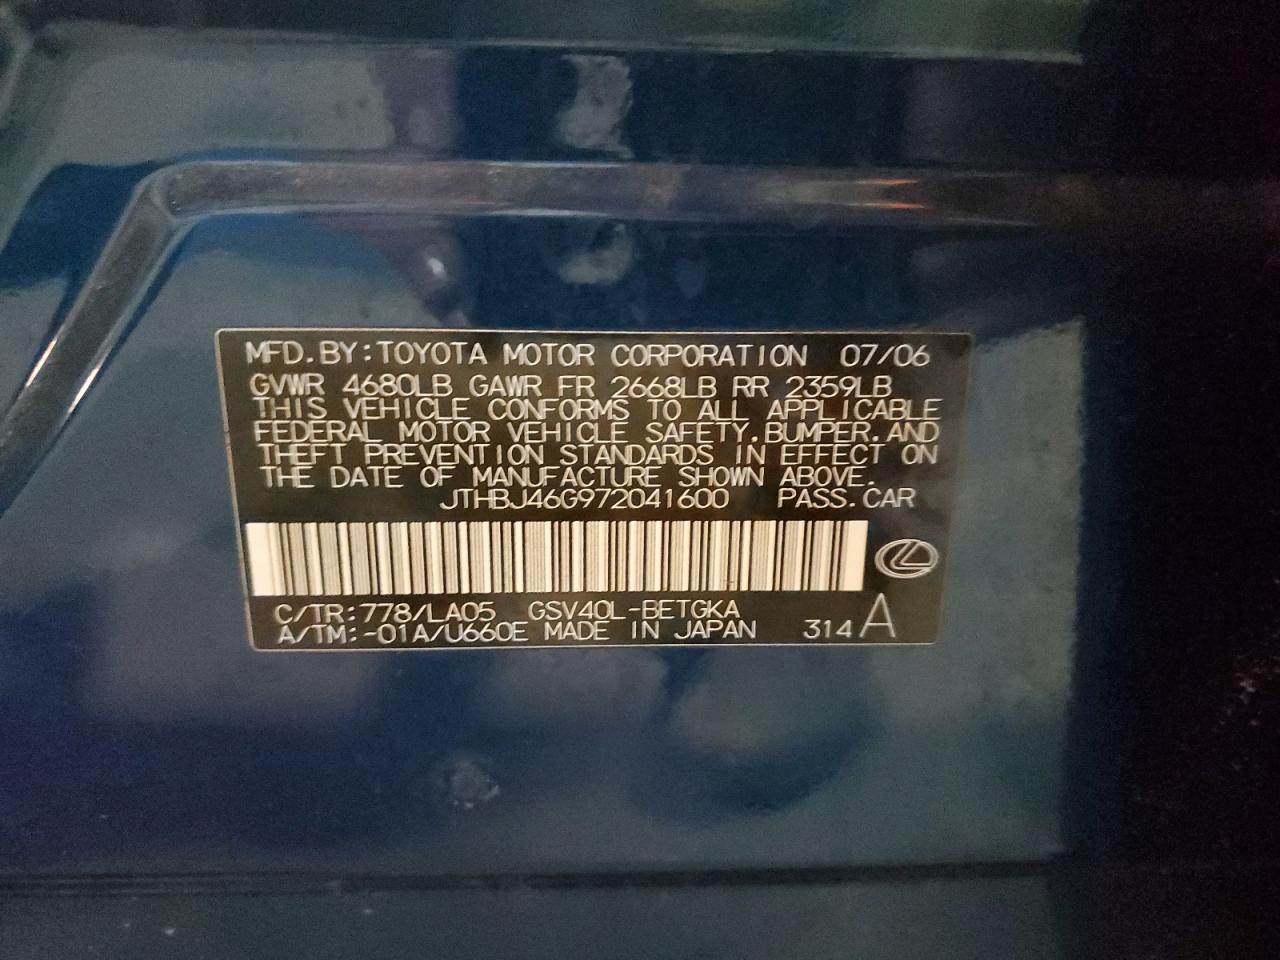 MFD.BY:TOYOTA MOTOR CORPORATION 07/06
GVWR 4680LB GAWR FR 2668LB RR 2359LB
THIS VEHICLE CONFORMS TO ALL APPLICABLE
FEDERAL MOTOR VEHICLE SAFETY,BUMPER,AND
THEFT PREVENTION STANDARDS IN EFFECT ON
THE DATE OF MANUFACTURE SHOWN ABOVE.
JTHBJ46G972041600 PASS.CAR
C/TR:778/LA05 GSV40L-BETGKA
A/TM:-01A/U660E MADE IN JAPAN 314 A